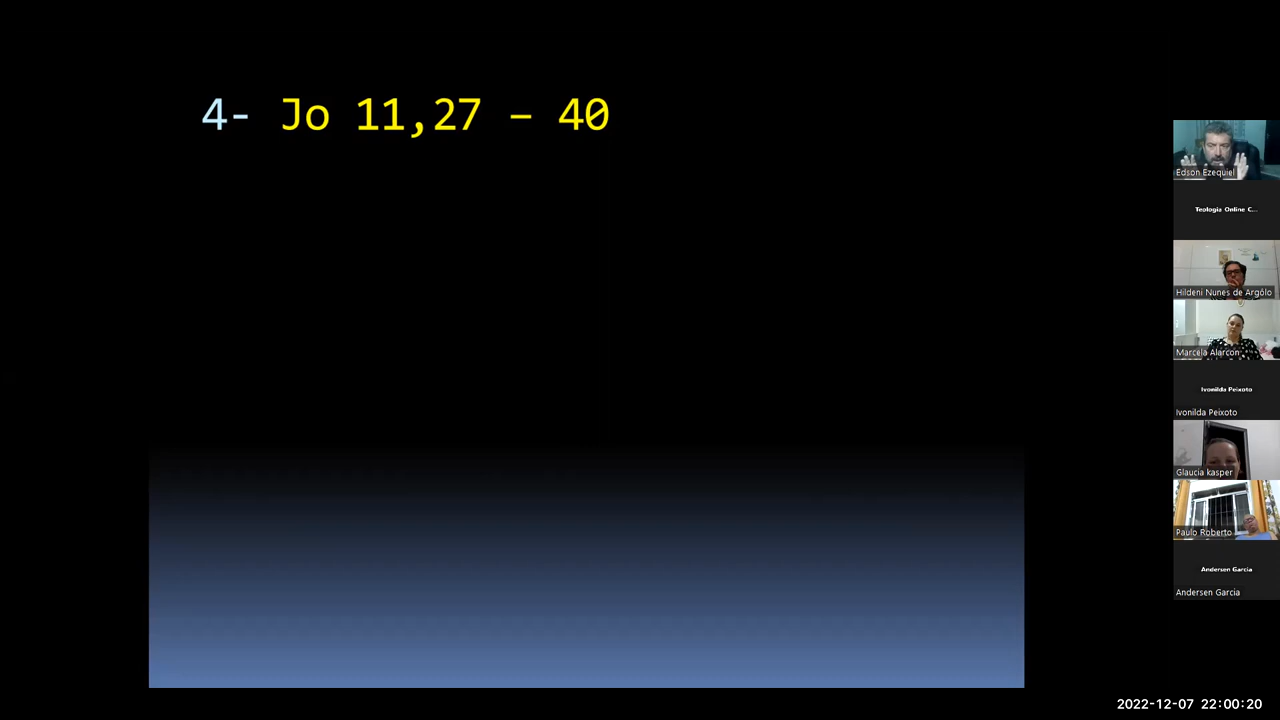 4- Jo 11,27 – 40
Edson Ezequiel
Teologia Online C...
Hildeni Nunes de Argôlo
Marcela Alarcon
Ivonilda Peixoto
Ivonilda Peixoto
Glaucia kasper
Paulo Roberto
Andersen Garcia
Andersen Garcia
2022-12-07 22:00:20